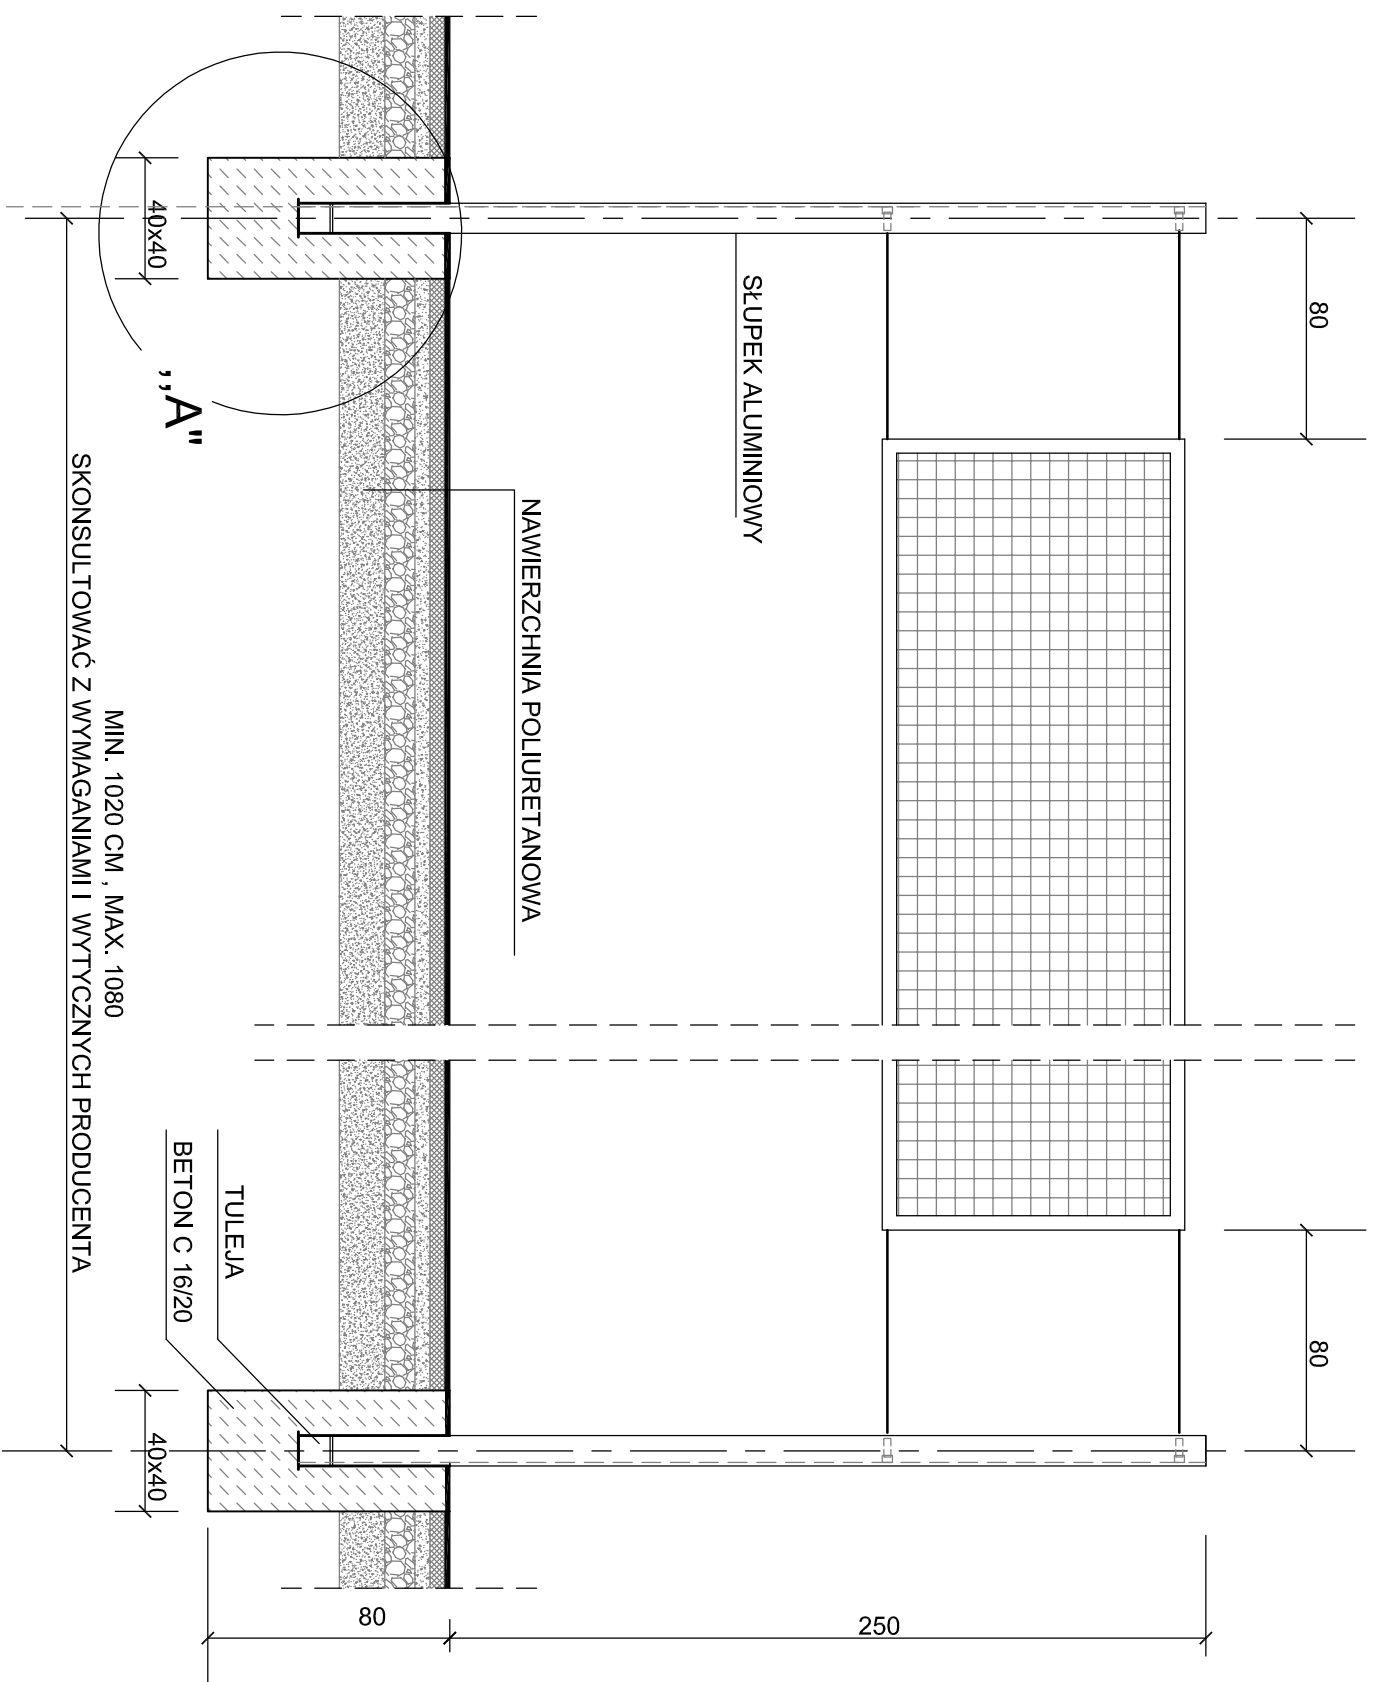 80
80
SŁUPEK ALUMINIOWY
NAWIERZCHNIA POLIURETANOWA
„A"
TULEJA
BETON C 16/20
40x40
40x40
MIN. 1020 CM , MAX. 1080
SKONSULTOWAĆ Z WYMAGANIAMI I WYTYCZNYCH PRODUCENTA
80
250